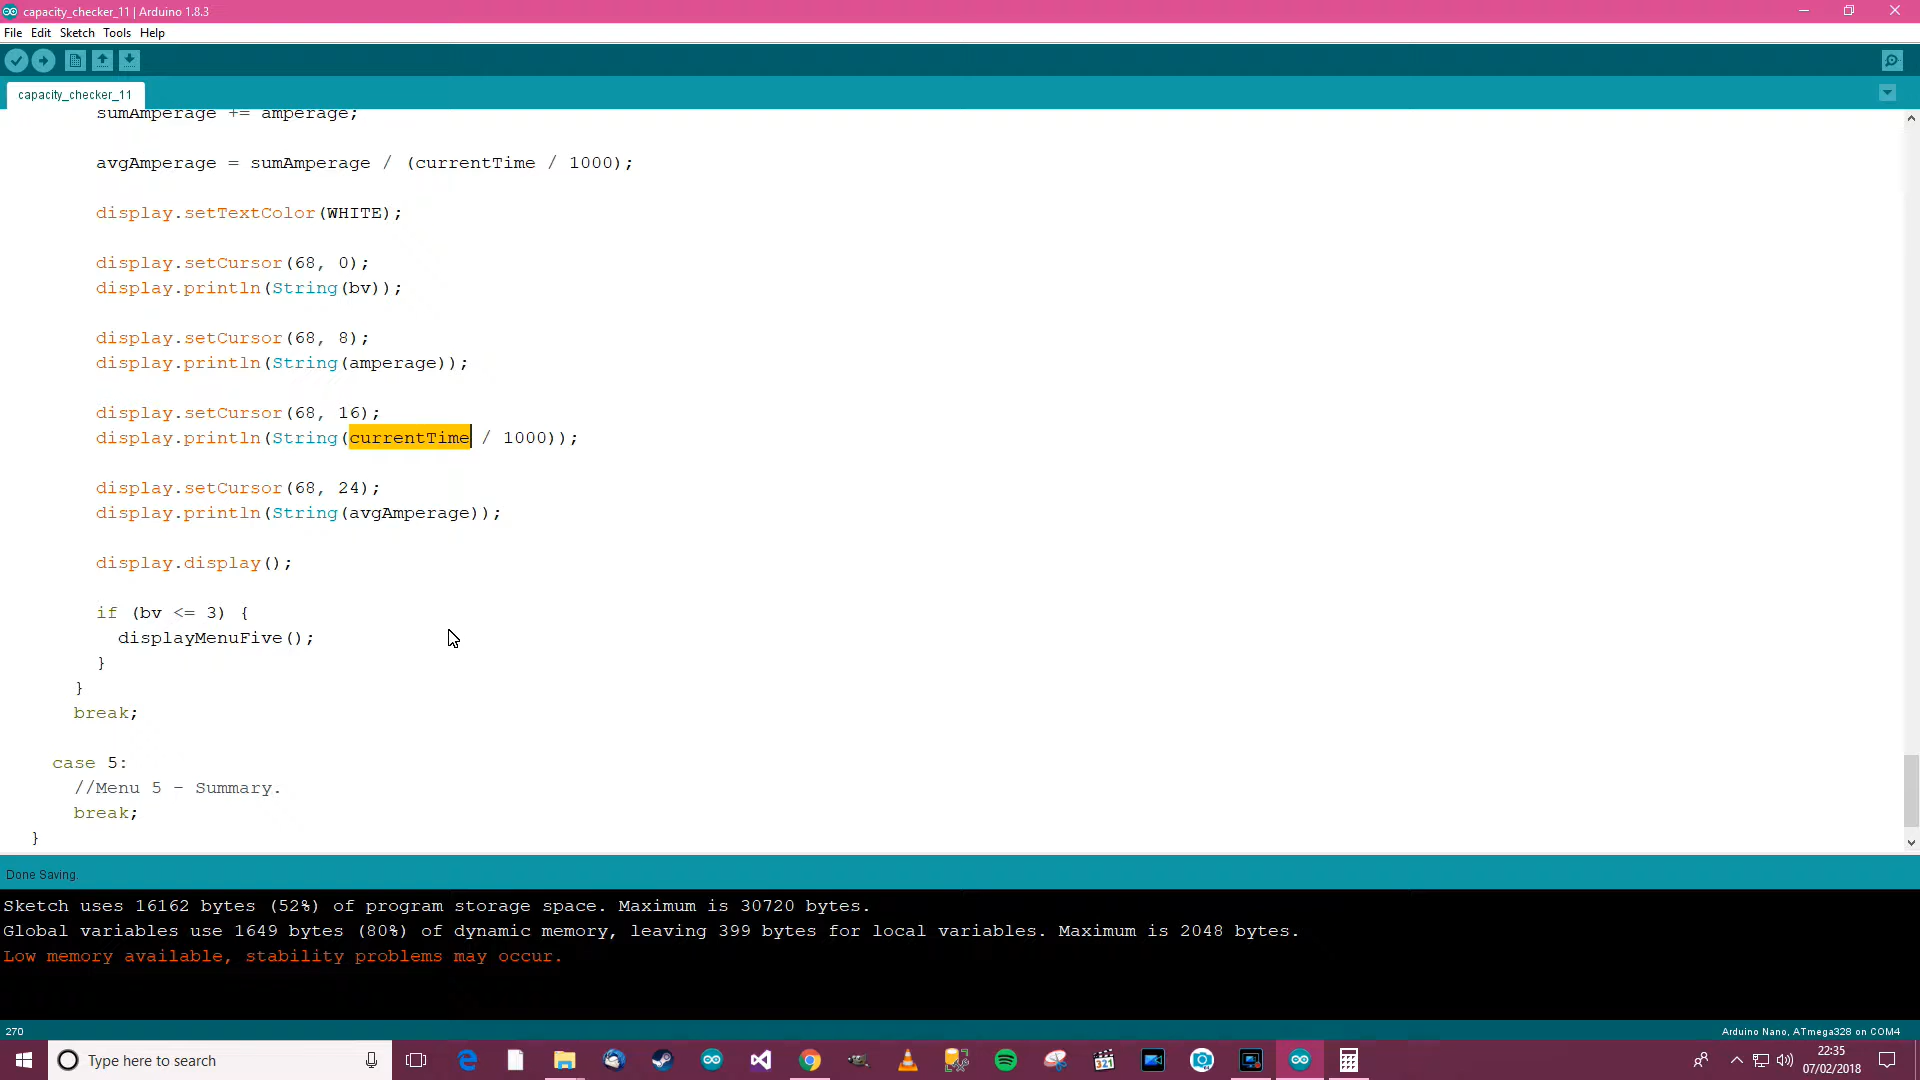 capacity_checker_11 | Arduino 1.8.3
File Edit Sketch Tools Help
capacity_checker_11
sumAmperage += amperage;
avgAmperage = sumAmperage / (currentTime / 1000);
display.setTextColor(WHITE);
display.setCursor(68, 0);
display.println(String(bv));
display.setCursor(68, 8);
display.println(String(amperage));
display.setCursor(68, 16);
display.println(String(currentTime / 1000));
display.setCursor(68, 24);
display.println(String(avgAmperage));
display.display();
if (bv <= 3) {
displayMenuFive();
}
}
break;
case 5:
//Menu 5 - Summary.
break;
}
Done Saving.
Sketch uses 16162 bytes (52%) of program storage space. Maximum is 30720 bytes.
Global variables use 1649 bytes (80%) of dynamic memory, leaving 399 bytes for local variables. Maximum is 2048 bytes.
Low memory available, stability problems may occur.
270
Arduino Nano, ATmega328 on COM4
Type here to search
22:35
07/02/2018